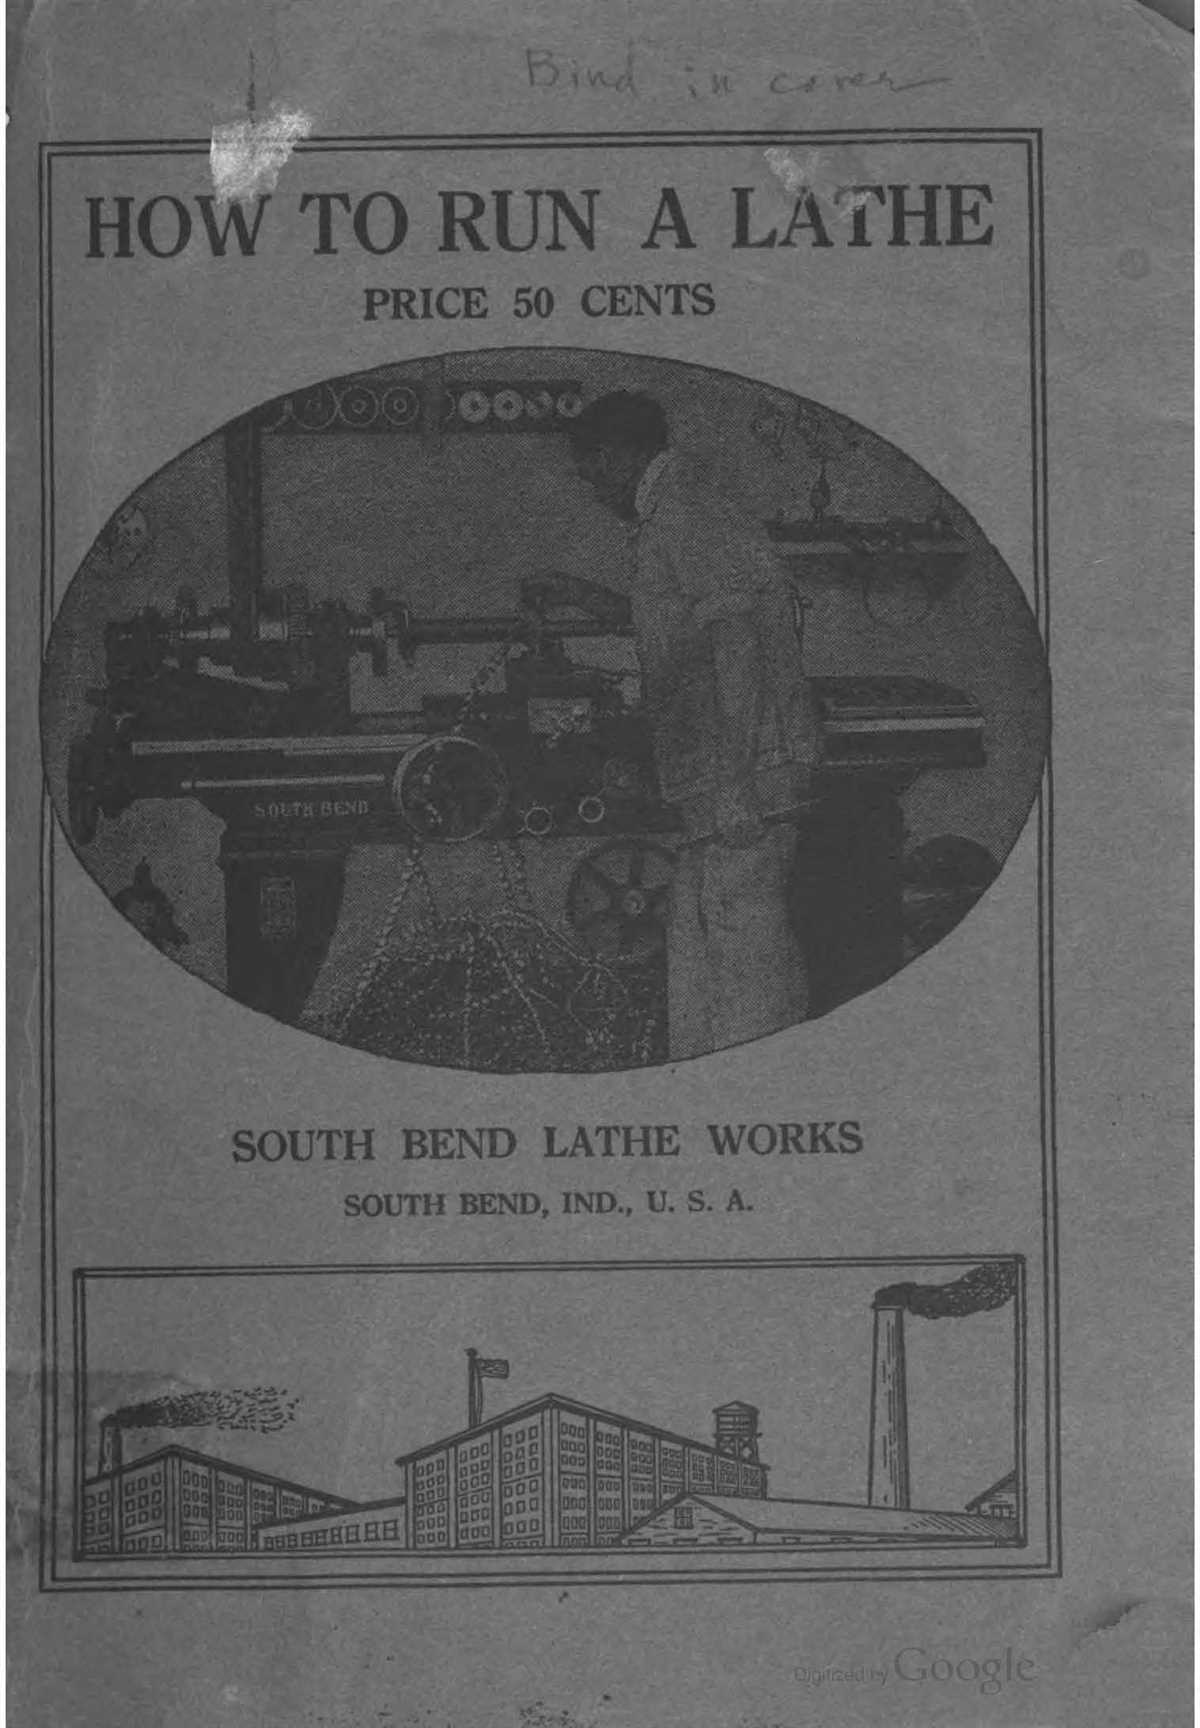 Bind in cover
HOW TO RUN A LATHE
PRICE 50 CENTS
SOUTH BEND
SOUTH BEND LATHE WORKS
SOUTH BEND, IND., U. S. A.
Digitized by Google